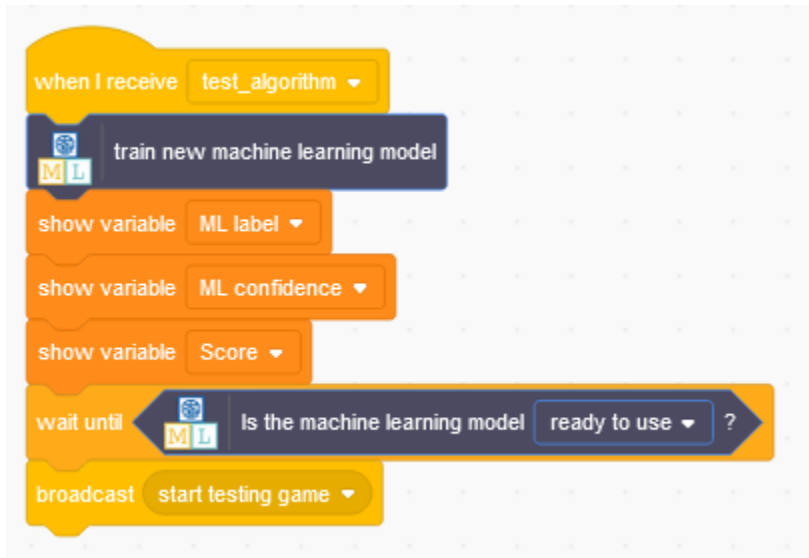 when I receive test_algorithm
ML train new machine learning model
show variable ML label
show variable ML confidence
show variable Score
wait until ML Is the machine learning model ready to use ?
broadcast start testing game